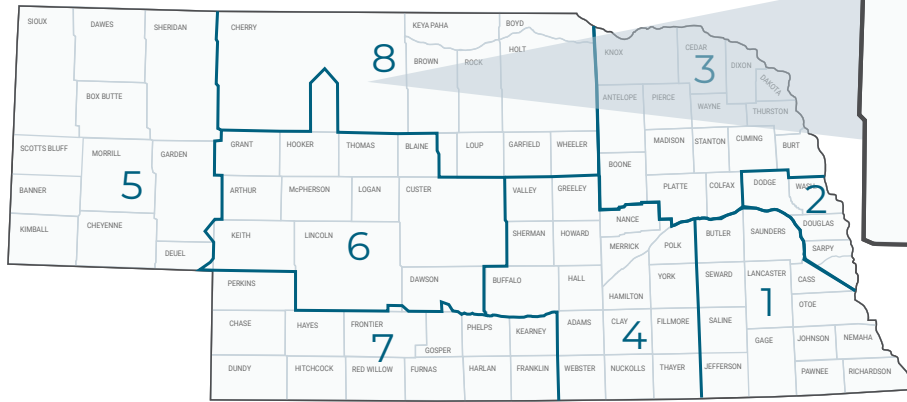 SIOUX
DAWES
SHERIDAN
CHERRY
KEYA PAHA
BOYD
HOLT
BROWN
ROCK
8
KNOX
CEDAR
3
DIXON
DAKOTA
BOX BUTTE
ANTELOPE
PIERCE
WAYNE
THURSTON
SCOTTS BLUFF
MORRILL
GARDEN
GRANT
HOOKER
THOMAS
BLAINE
LOUP
GARFIELD
WHEELER
BOONE
MADISON
STANTON
CUMING
BURT
5
BANNER
ARTHUR
McPHERSON
LOGAN
CUSTER
VALLEY
GREELEY
PLATTE
COLFAX
DODGE
WASH
2
KIMBALL
CHEYENNE
DEUEL
KEITH
LINCOLN
6
SHERMAN
HOWARD
NANCE
MERRICK
POLK
BUTLER
SAUNDERS
DOUGLAS
SARPY
PERKINS
DAWSON
BUFFALO
HALL
HAMILTON
YORK
SEWARD
LANCASTER
1
CASS
OTOE
CHASE
HAYES
FRONTIER
7
GOSPER
PHELPS
KEARNEY
ADAMS
CLAY
4
FILLMORE
SALINE
GAGE
JOHNSON
NEMAHA
DUNDY
HITCHCOCK
RED WILLOW
FURNAS
HARLAN
FRANKLIN
WEBSTER
NUCKOLLS
THAYER
JEFFERSON
PAWNEE
RICHARDSON